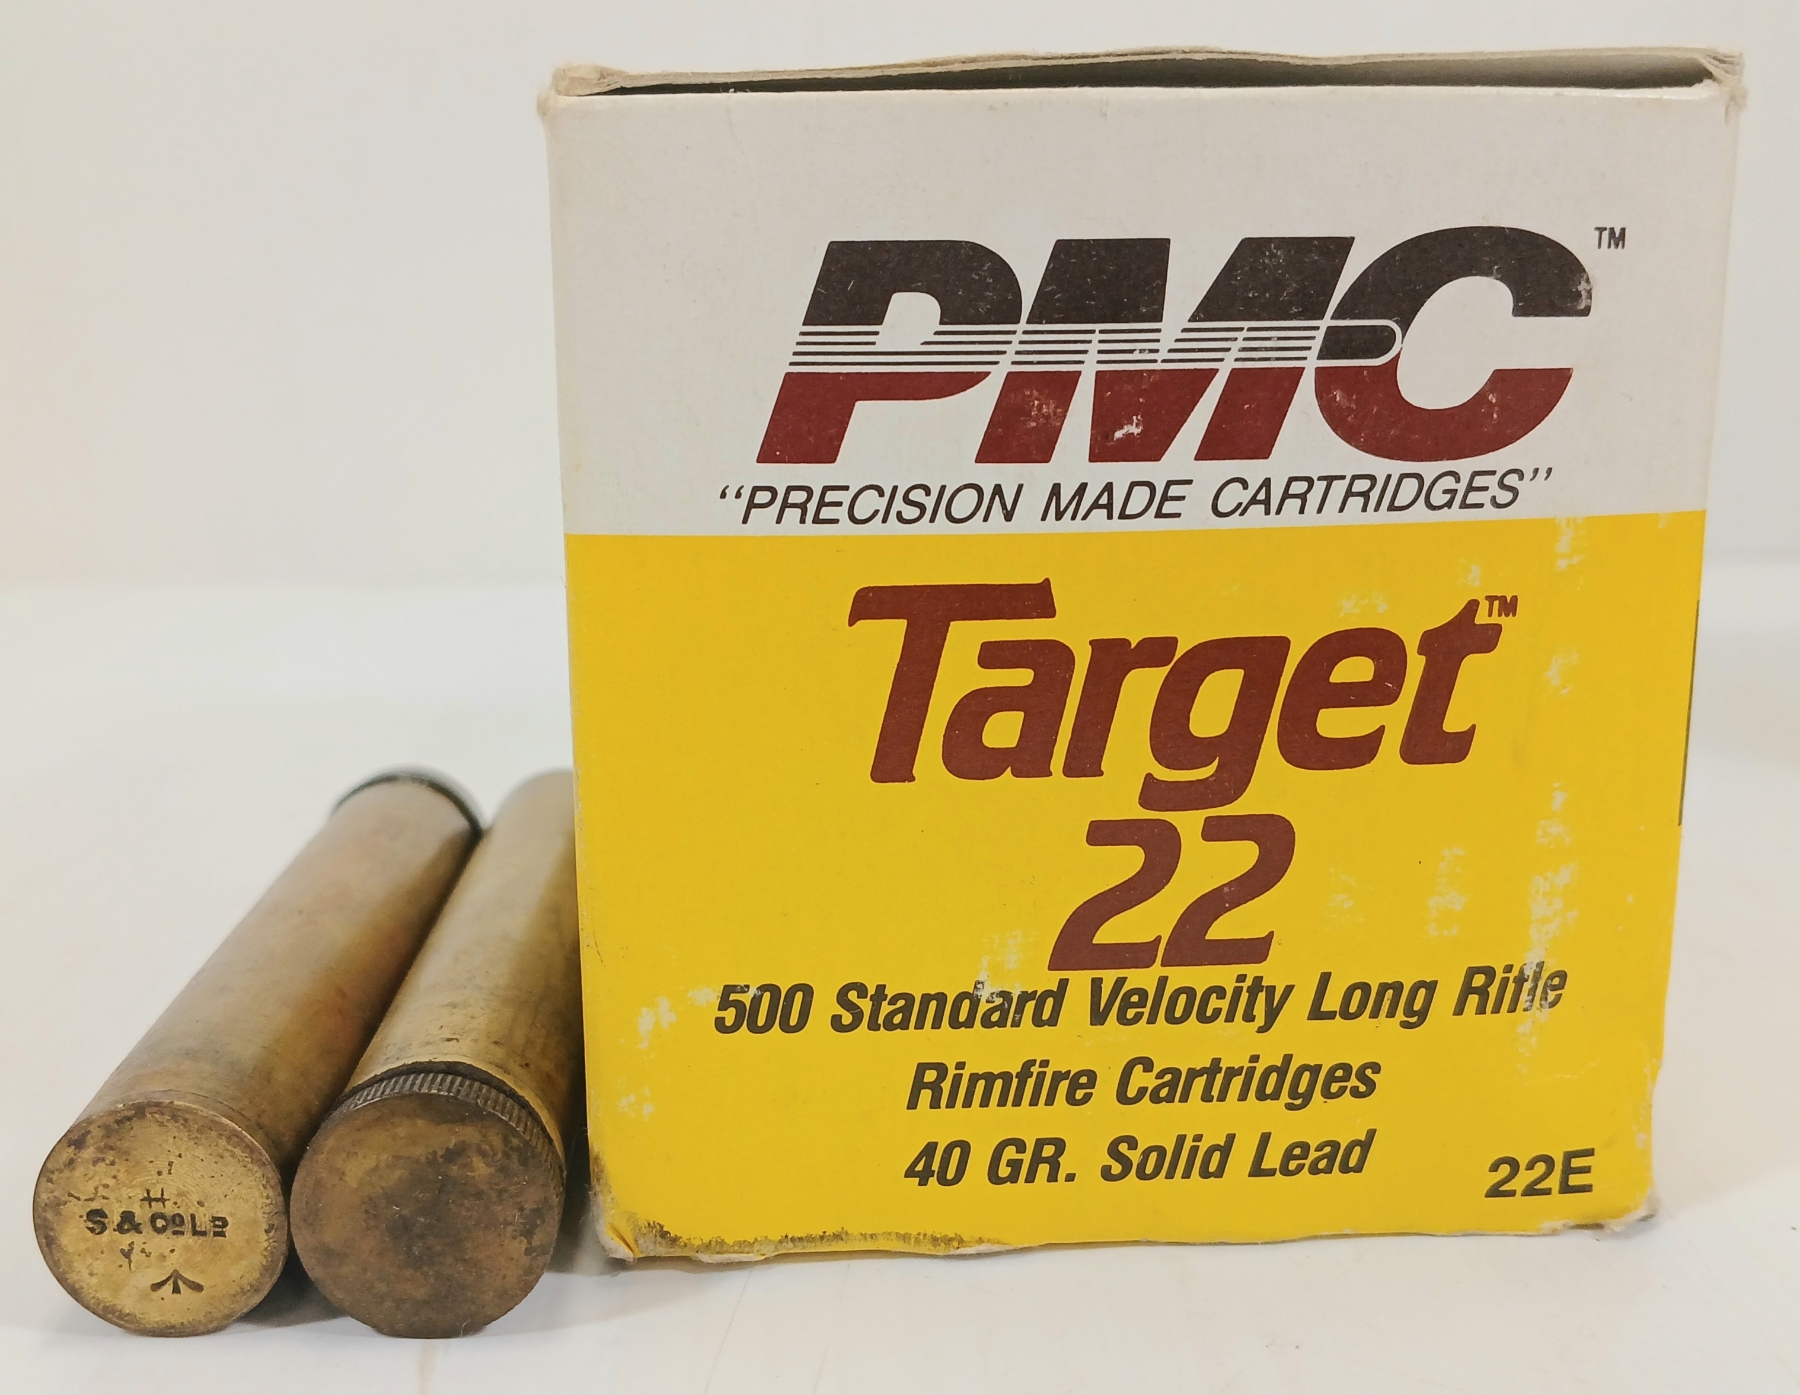 PMC™
"PRECISION MADE CARTRIDGES"
Target™
22
500 Standard Velocity Long Rifle
Rimfire Cartridges
40 GR. Solid Lead
22E
H
S & Co LD